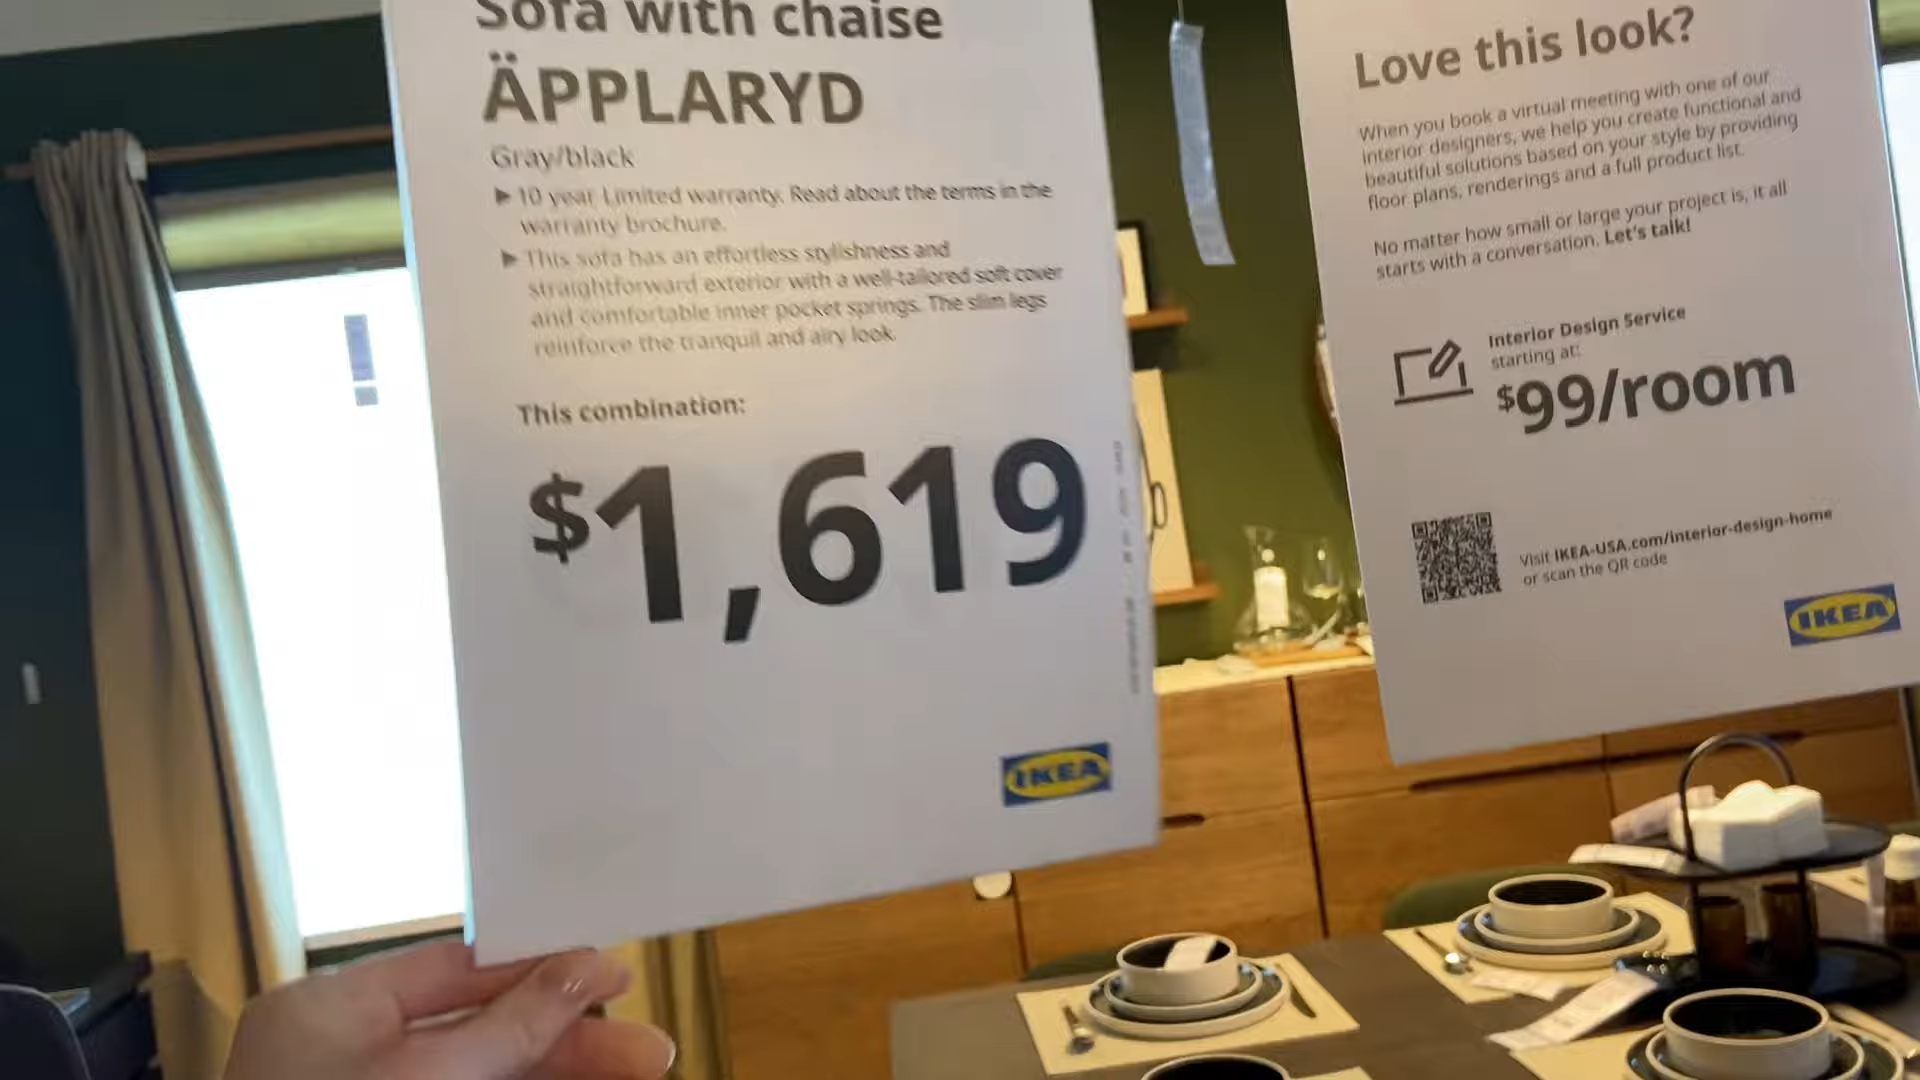 Sofa with chaise
ÄPPLARYD
Gray/black
▶ 10 year Limited warranty. Read about the terms in the
warranty brochure.
▶ This sofa has an effortless stylishness and
straightforward exterior with a well-tailored soft cover
and comfortable inner pocket springs. The slim legs
reinforce the tranquil and airy look.
This combination:
$1,619
IKEA
Love this look?
When you book a virtual meeting with one of our
interior designers, we help you create functional and
beautiful solutions based on your style by providing
floor plans, renderings and a full product list.
No matter how small or large your project is, it all
starts with a conversation. Let's talk!
Interior Design Service
starting at:
$99/room
Visit IKEA-USA.com/interior-design-home
or scan the QR code
IKEA